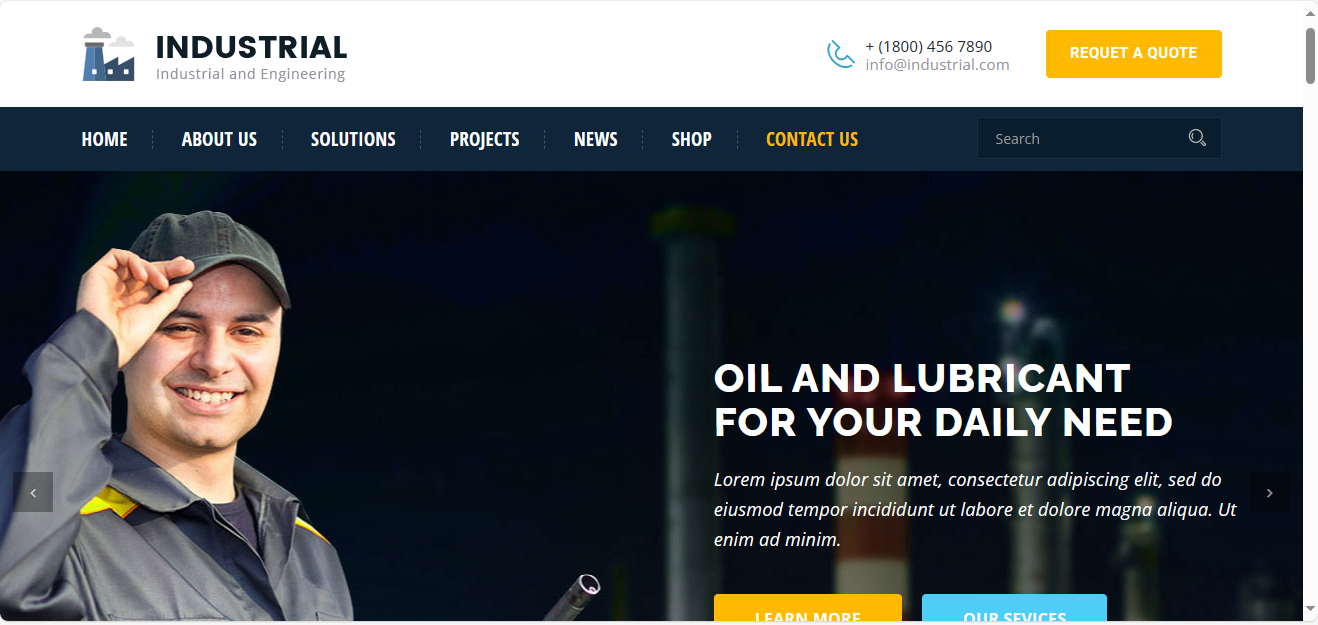 INDUSTRIAL
Industrial and Engineering
+ (1800) 456 7890
info@industrial.com
REQUET A QUOTE
HOME
ABOUT US
SOLUTIONS
PROJECTS
NEWS
SHOP
CONTACT US
Search
OIL AND LUBRICANT
FOR YOUR DAILY NEED
Lorem ipsum dolor sit amet, consectetur adipiscing elit, sed do
eiusmod tempor incididunt ut labore et dolore magna aliqua. Ut
enim ad minim.
LEARN MORE
OUR SEVICES